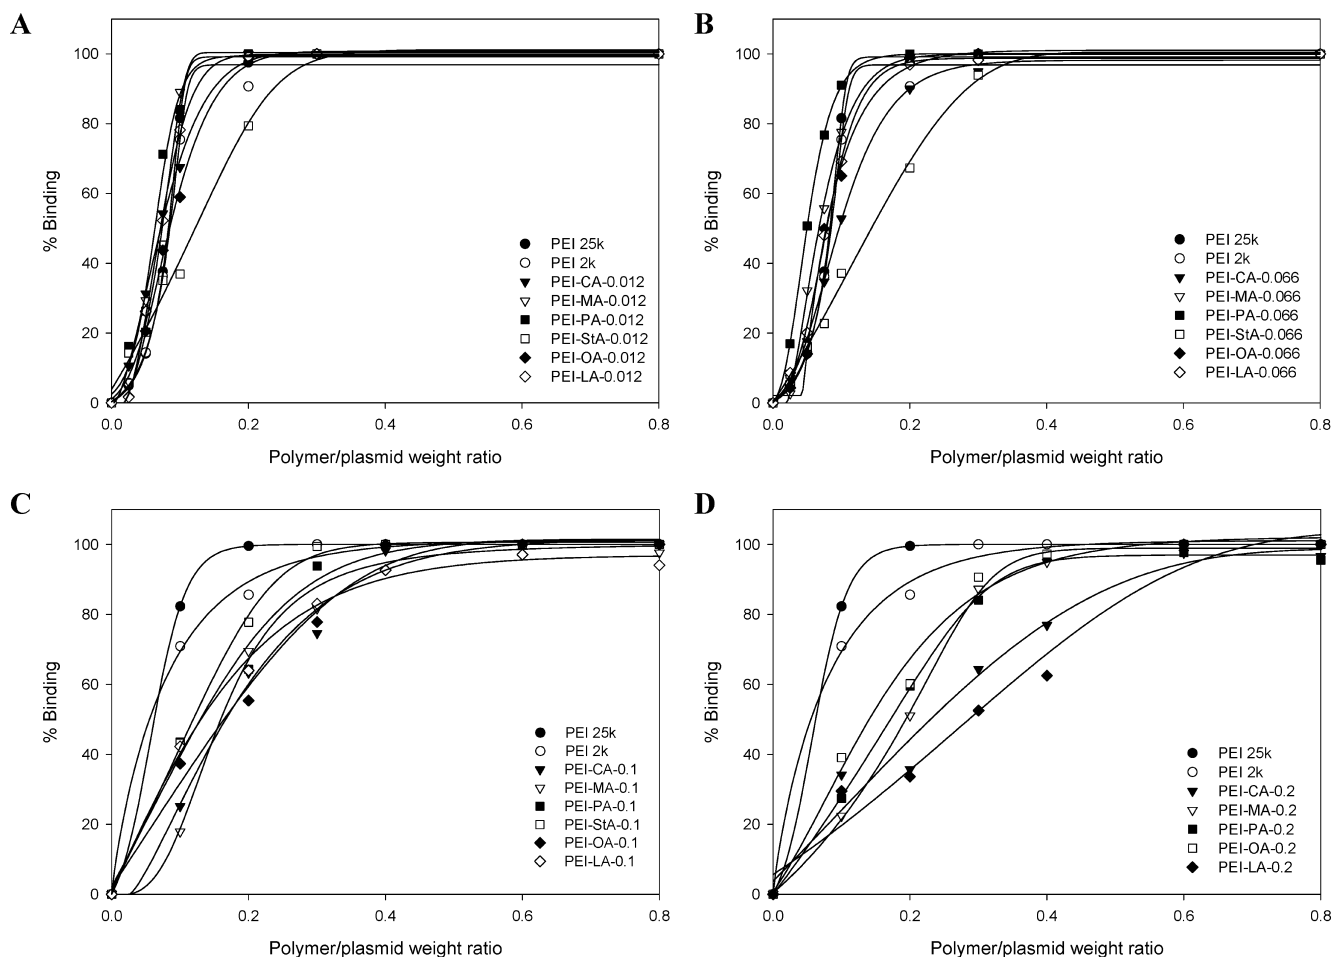 A
% Binding
100
80
60
40
20
0
0.0 0.2 0.4 0.6 0.8
Polymer/plasmid weight ratio
PEI 25k
PEI 2k
PEI-CA-0.012
PEI-MA-0.012
PEI-PA-0.012
PEI-StA-0.012
PEI-OA-0.012
PEI-LA-0.012
B
% Binding
100
80
60
40
20
0
0.0 0.2 0.4 0.6 0.8
Polymer/plasmid weight ratio
PEI 25k
PEI 2k
PEI-CA-0.066
PEI-MA-0.066
PEI-PA-0.066
PEI-StA-0.066
PEI-OA-0.066
PEI-LA-0.066
C
% Binding
100
80
60
40
20
0
0.0 0.2 0.4 0.6 0.8
Polymer/plasmid weight ratio
PEI 25k
PEI 2k
PEI-CA-0.1
PEI-MA-0.1
PEI-PA-0.1
PEI-StA-0.1
PEI-OA-0.1
PEI-LA-0.1
D
% Binding
100
80
60
40
20
0
0.0 0.2 0.4 0.6 0.8
Polymer/plasmid weight ratio
PEI 25k
PEI 2k
PEI-CA-0.2
PEI-MA-0.2
PEI-PA-0.2
PEI-OA-0.2
PEI-LA-0.2